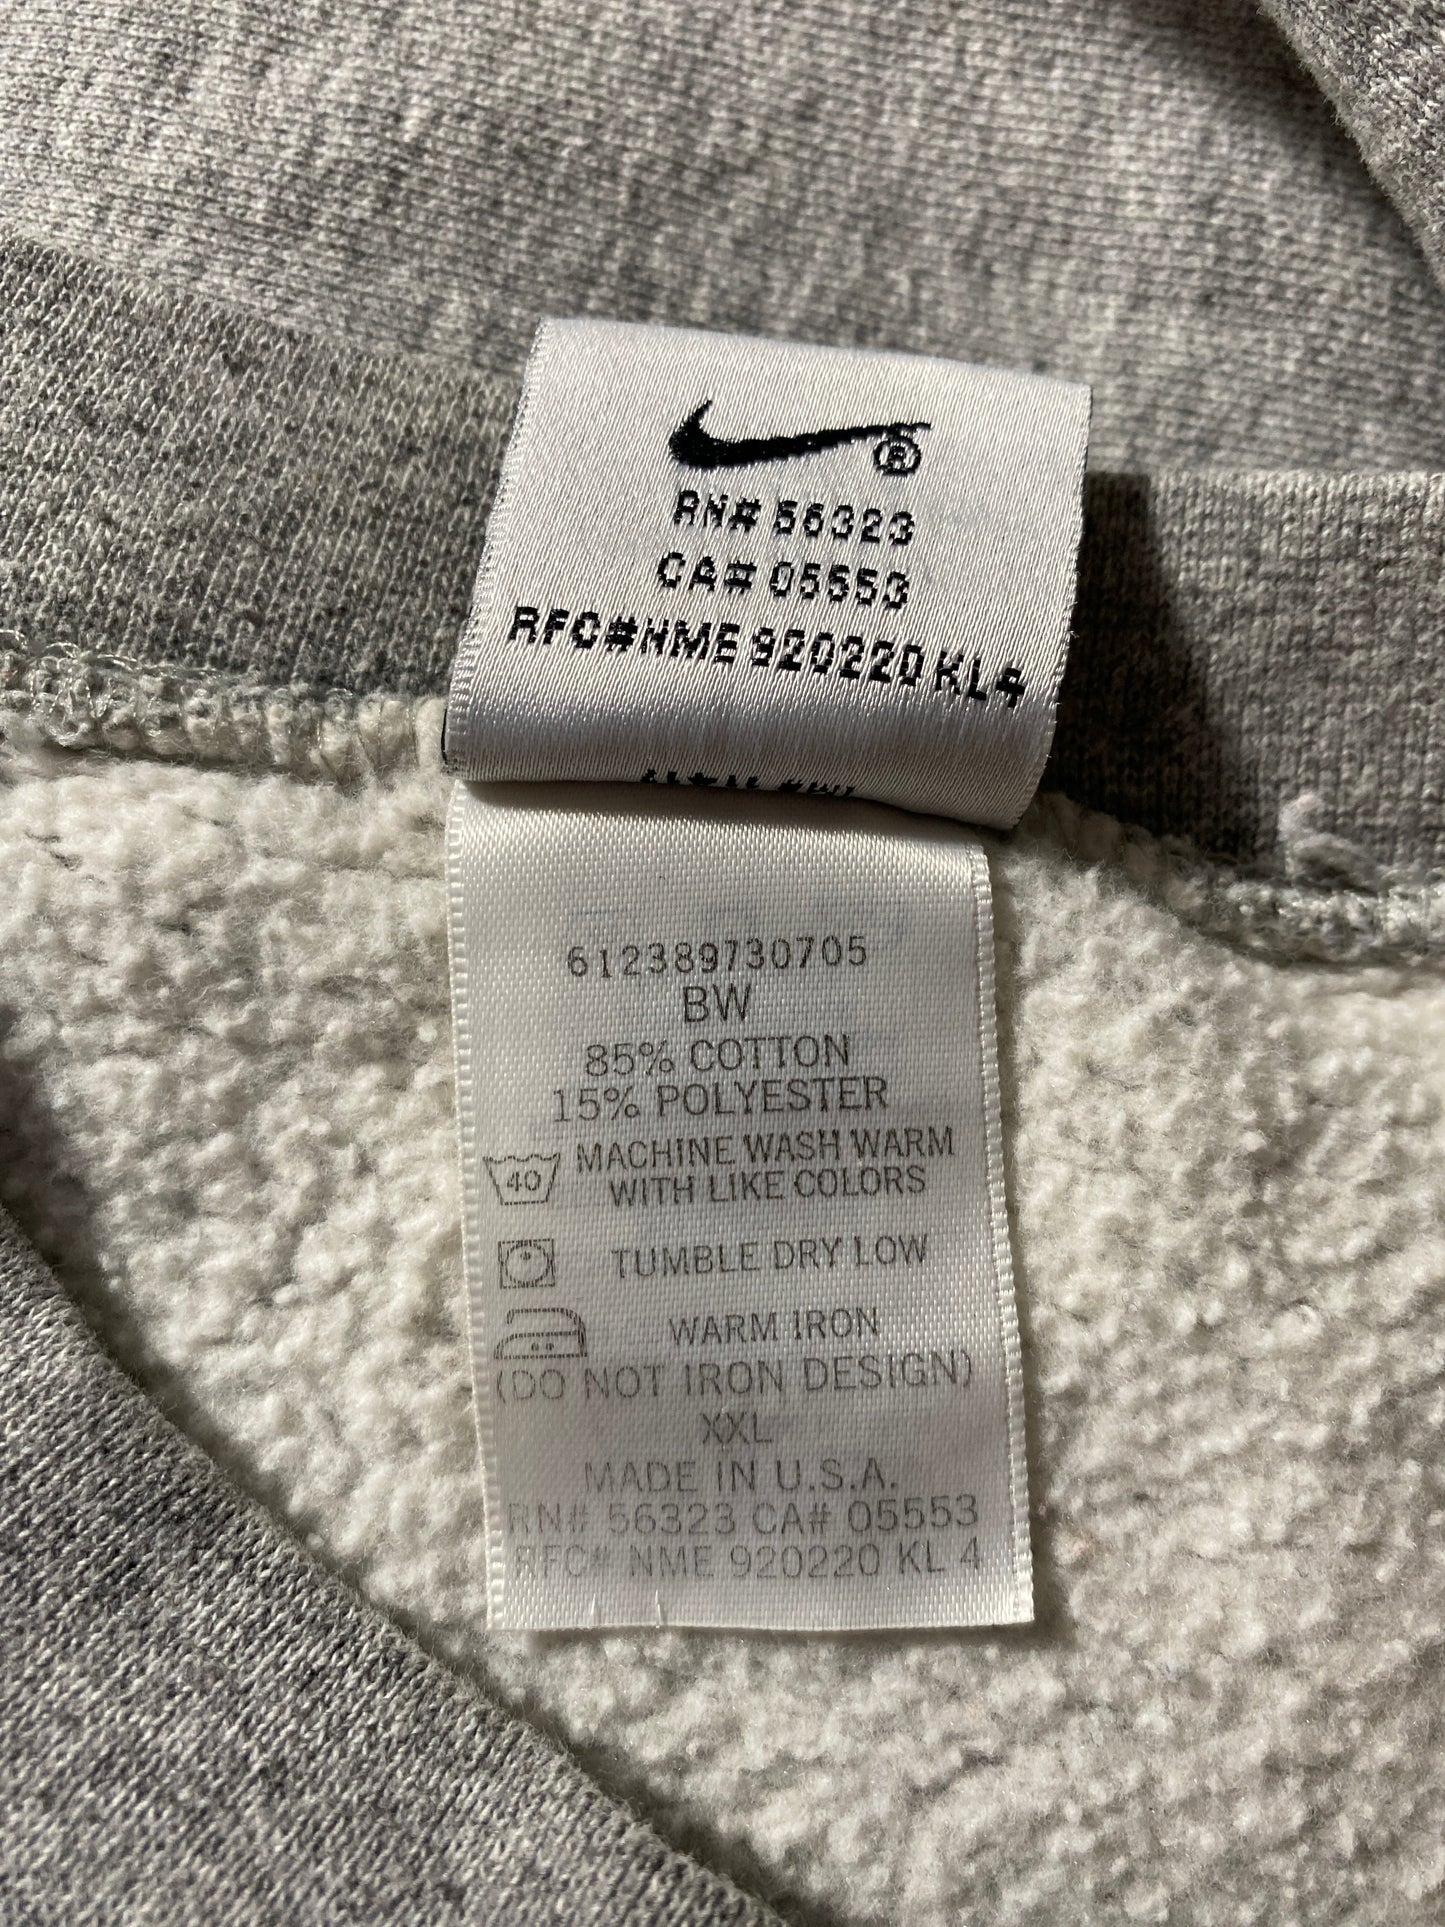 ®
RN# 56323
CA# 05553
RFC#NME 920220 KL4
612389730705
BW
85% COTTON
15% POLYESTER
40 MACHINE WASH WARM
WITH LIKE COLORS
TUMBLE DRY LOW
WARM IRON
(DO NOT IRON DESIGN)
XXL
MADE IN U.S.A.
RN# 56323 CA# 05553
RFC# NME 920220 KL 4